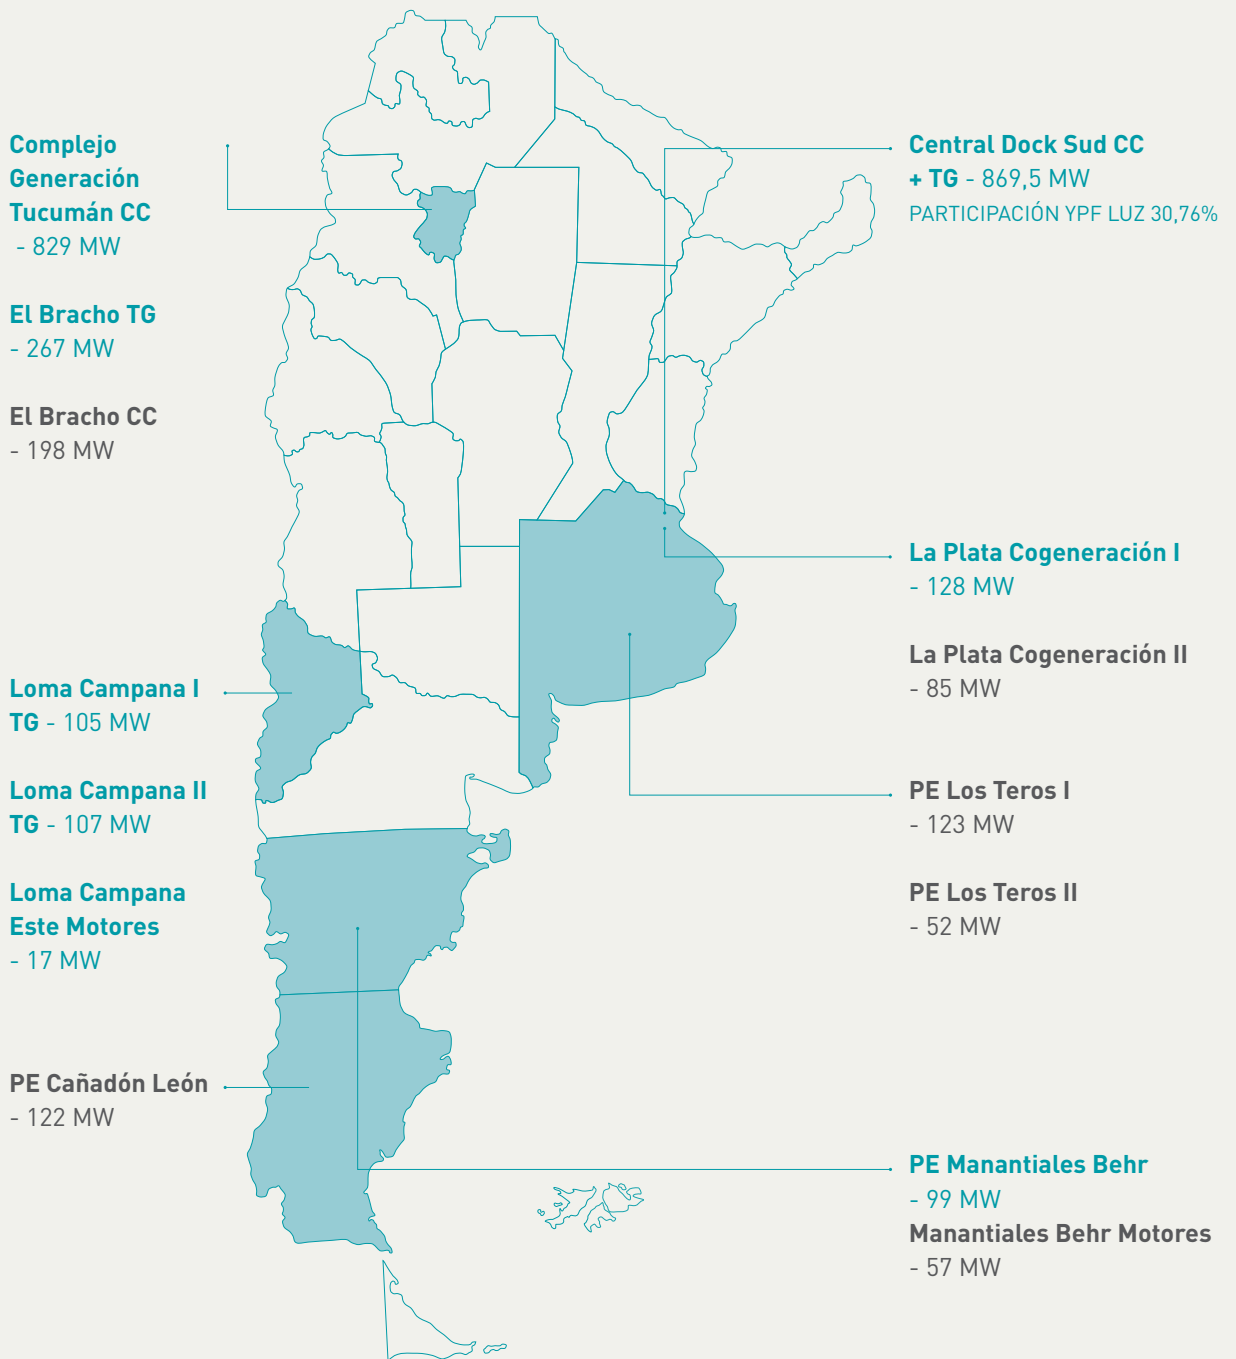 Complejo
Generación
Tucumán CC
- 829 MW
El Bracho TG
- 267 MW
El Bracho CC
- 198 MW
Loma Campana I
TG - 105 MW
Loma Campana II
TG - 107 MW
Loma Campana
Este Motores
- 17 MW
PE Cañadón León
- 122 MW
Central Dock Sud CC
+ TG - 869,5 MW
PARTICIPACIÓN YPF LUZ 30,76%
La Plata Cogeneración I
- 128 MW
La Plata Cogeneración II
- 85 MW
PE Los Teros I
- 123 MW
PE Los Teros II
- 52 MW
PE Manantiales Behr
- 99 MW
Manantiales Behr Motores
- 57 MW